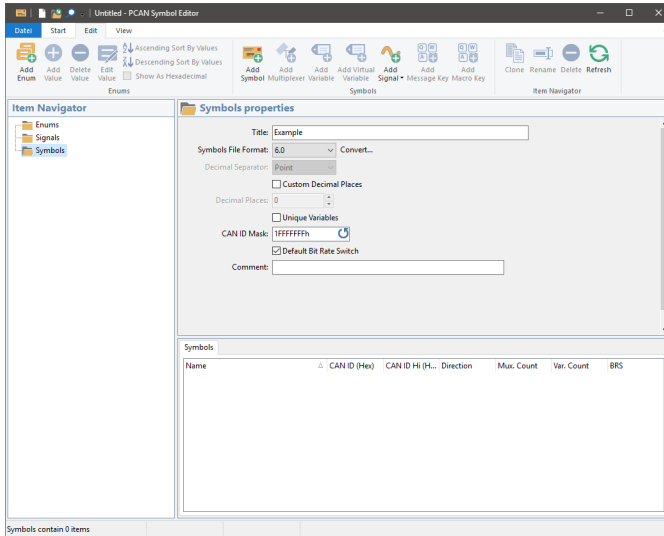 Untitled - PCAN Symbol Editor
Datei Start Edit View
Add Enum
Add Value
Delete Value
Edit Value
Ascending Sort By Values
Descending Sort By Values
Show As Hexadecimal
Enums
Add Symbol
Add Multiplexer
Add Variable
Add Virtual Variable
Add Signal
Add Message Key
Add Macro Key
Symbols
Clone Rename Delete Refresh
Item Navigator
Item Navigator
Enums
Signals
Symbols
Symbols properties
Title: Example
Symbols File Format: 6.0 Convert...
Decimal Separator: Point
Custom Decimal Places
Decimal Places: 0
Unique Variables
CAN ID Mask: 1FFFFFFFh
Default Bit Rate Switch
Comment:
Symbols
Name CAN ID (Hex) CAN ID Hi (H... Direction Mux. Count Var. Count BRS
Symbols contain 0 items